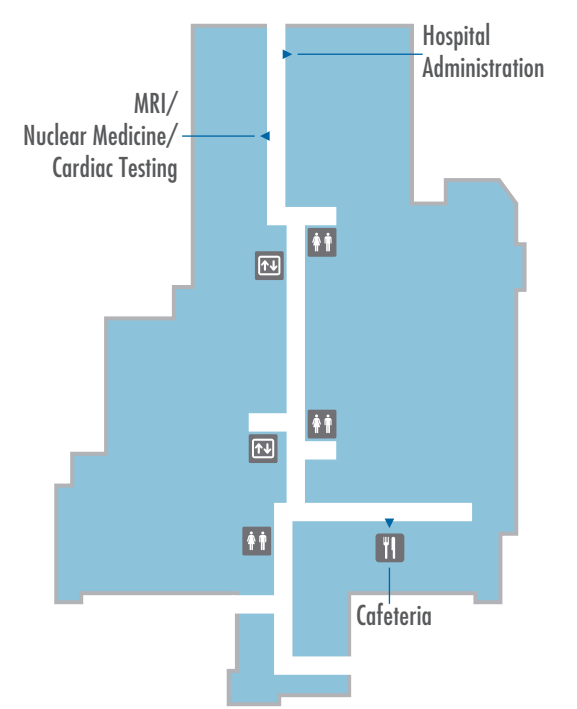 Hospital
Administration
MRI/
Nuclear Medicine/
Cardiac Testing
Cafeteria